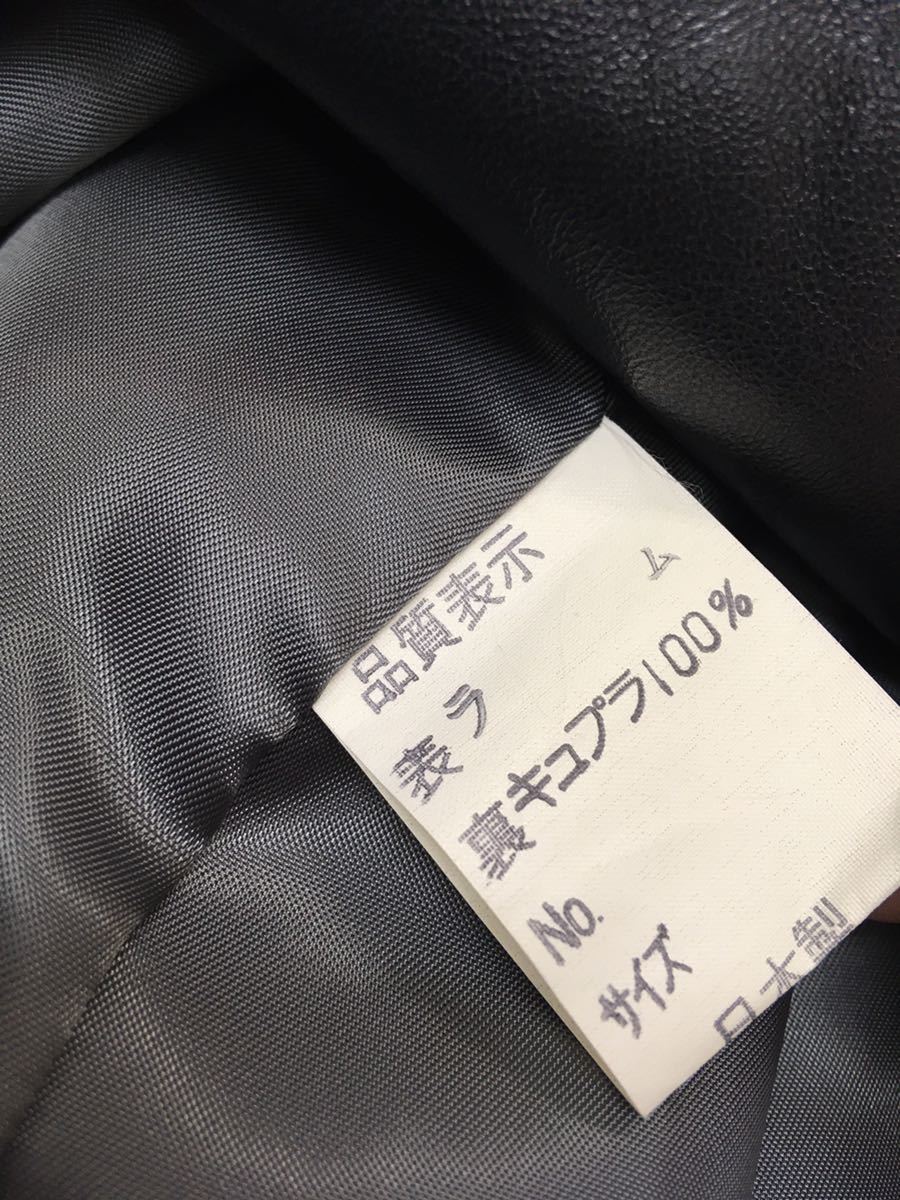 品質表示
表ラ ム
裏キュプラ100%
No.
サイズ
日本製